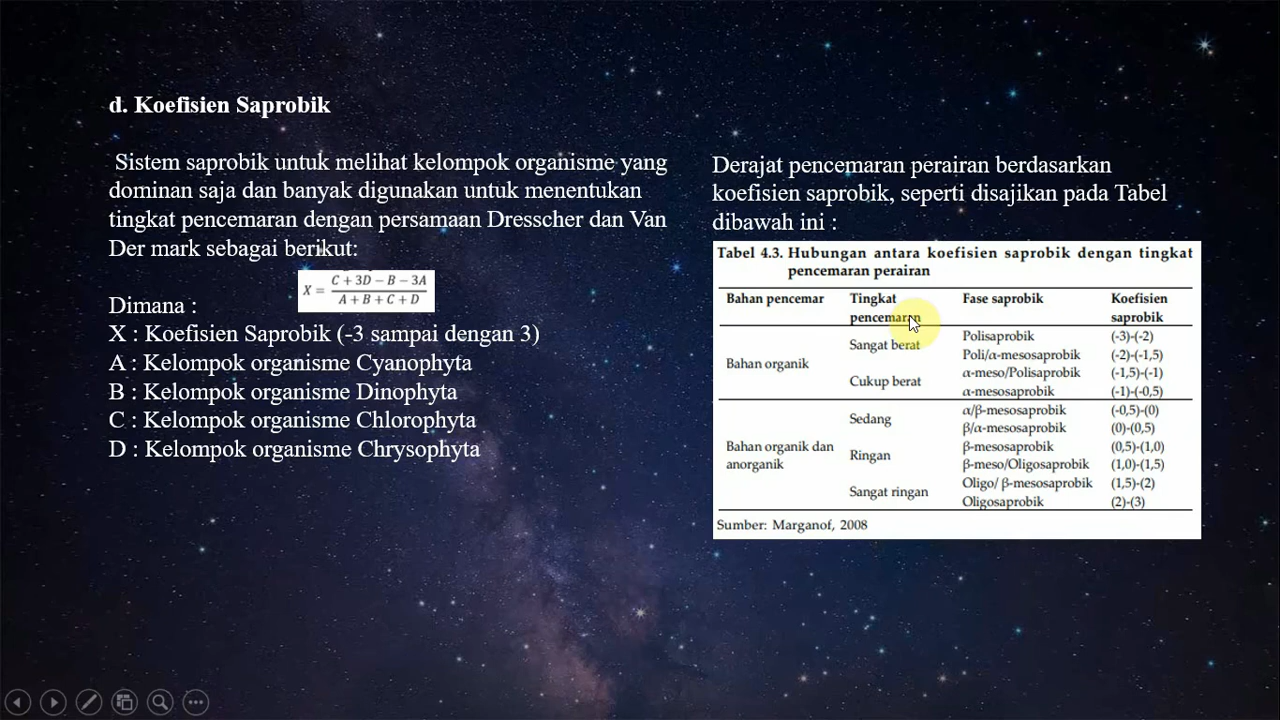 d. Koefisien Saprobik
Sistem saprobik untuk melihat kelompok organisme yang
dominan saja dan banyak digunakan untuk menentukan
tingkat pencemaran dengan persamaan Dresscher dan Van
Der mark sebagai berikut:
X = (C + 3D − B − 3A) / (A + B + C + D)
Dimana :
X : Koefisien Saprobik (-3 sampai dengan 3)
A : Kelompok organisme Cyanophyta
B : Kelompok organisme Dinophyta
C : Kelompok organisme Chlorophyta
D : Kelompok organisme Chrysophyta
Derajat pencemaran perairan berdasarkan
koefisien saprobik, seperti disajikan pada Tabel
dibawah ini :
Tabel 4.3. Hubungan antara koefisien saprobik dengan tingkat
pencemaran perairan
Bahan pencemar Tingkat pencemaran Fase saprobik Koefisien saprobik
Bahan organik
Sangat berat
Polisaprobik (-3)-(-2)
Poli/α-mesosaprobik (-2)-(-1,5)
Cukup berat
α-meso/Polisaprobik (-1,5)-(-1)
α-mesosaprobik (-1)-(-0,5)
Bahan organik dan
anorganik
Sedang
α/β-mesosaprobik (-0,5)-(0)
β/α-mesosaprobik (0)-(0,5)
Ringan
β-mesosaprobik (0,5)-(1,0)
β-meso/Oligosaprobik (1,0)-(1,5)
Sangat ringan
Oligo/ β-mesosaprobik (1,5)-(2)
Oligosaprobik (2)-(3)
Sumber: Marganof, 2008